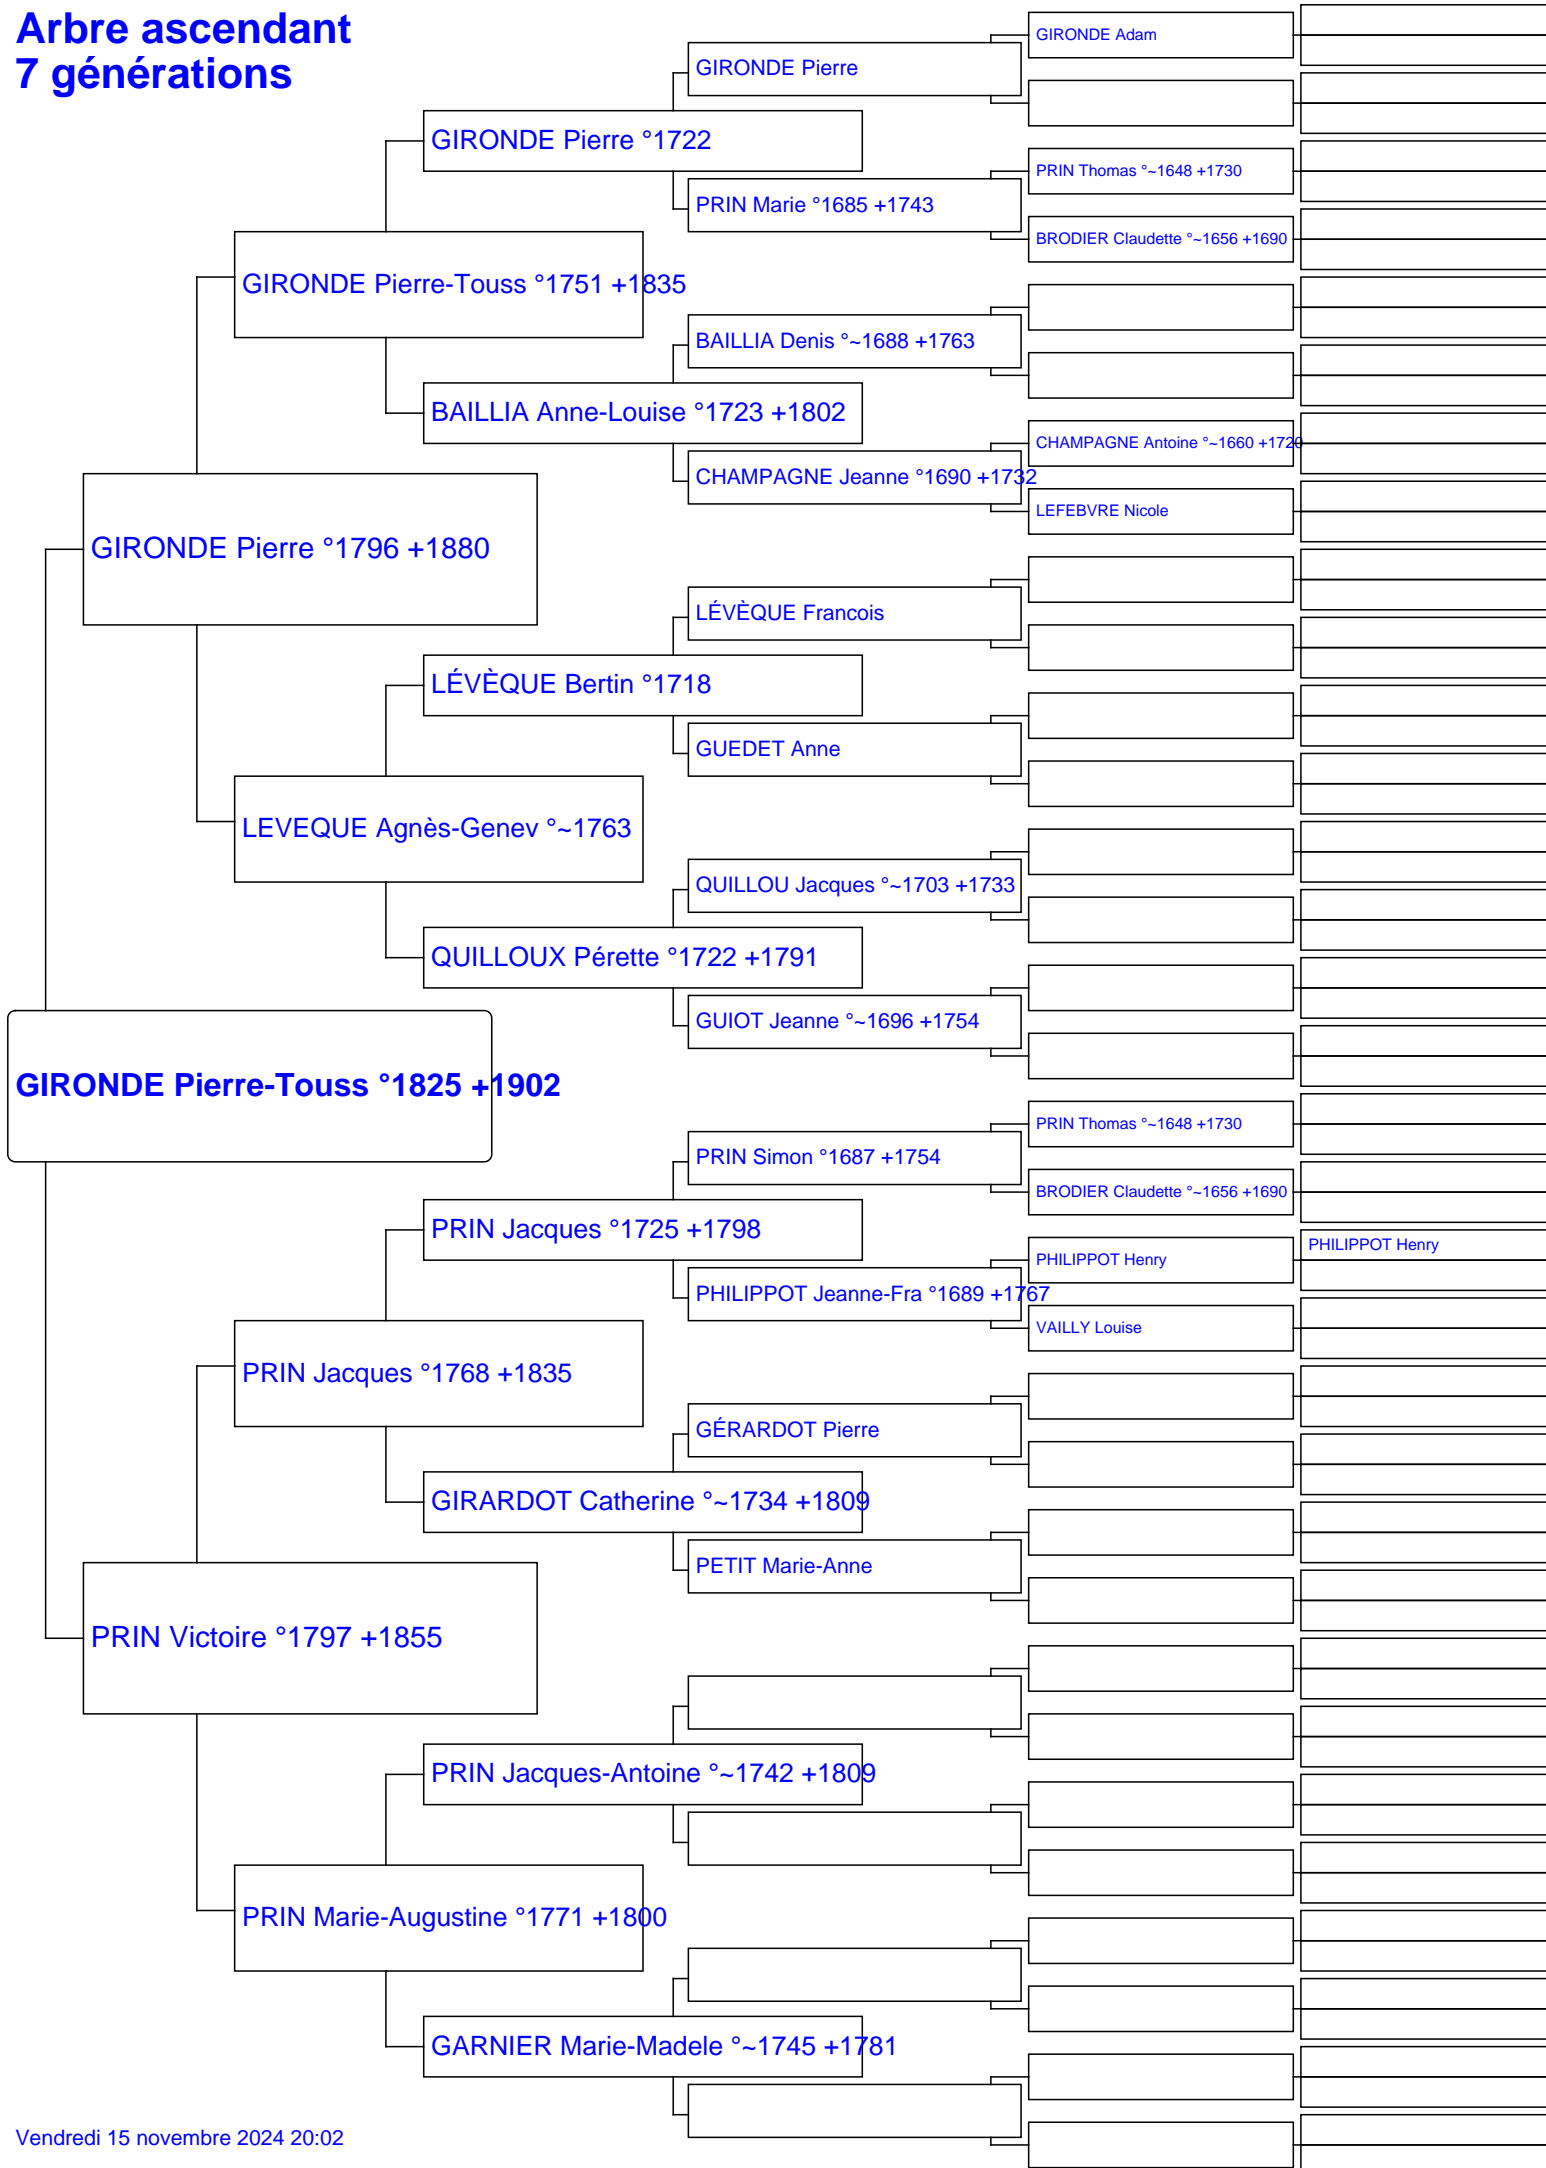 Arbre ascendant
7 générations
GIRONDE Adam
GIRONDE Pierre
GIRONDE Pierre °1722
PRIN Thomas °~1648 +1730
PRIN Marie °1685 +1743
BRODIER Claudette °~1656 +1690
GIRONDE Pierre-Touss °1751 +1835
BAILLIA Denis °~1688 +1763
BAILLIA Anne-Louise °1723 +1802
CHAMPAGNE Antoine °~1660 +1720
CHAMPAGNE Jeanne °1690 +1732
LEFEBVRE Nicole
GIRONDE Pierre °1796 +1880
LÉVÈQUE Francois
LÉVÈQUE Bertin °1718
GUEDET Anne
LEVEQUE Agnès-Genev °~1763
QUILLOU Jacques °~1703 +1733
QUILLOUX Pérette °1722 +1791
GUIOT Jeanne °~1696 +1754
GIRONDE Pierre-Touss °1825 +1902
PRIN Thomas °~1648 +1730
PRIN Simon °1687 +1754
BRODIER Claudette °~1656 +1690
PRIN Jacques °1725 +1798
PHILIPPOT Henry
PHILIPPOT Henry
PHILIPPOT Jeanne-Fra °1689 +1767
VAILLY Louise
PRIN Jacques °1768 +1835
GÉRARDOT Pierre
GIRARDOT Catherine °~1734 +1809
PETIT Marie-Anne
PRIN Victoire °1797 +1855
PRIN Jacques-Antoine °~1742 +1809
PRIN Marie-Augustine °1771 +1800
GARNIER Marie-Madele °~1745 +1781
Vendredi 15 novembre 2024 20:02